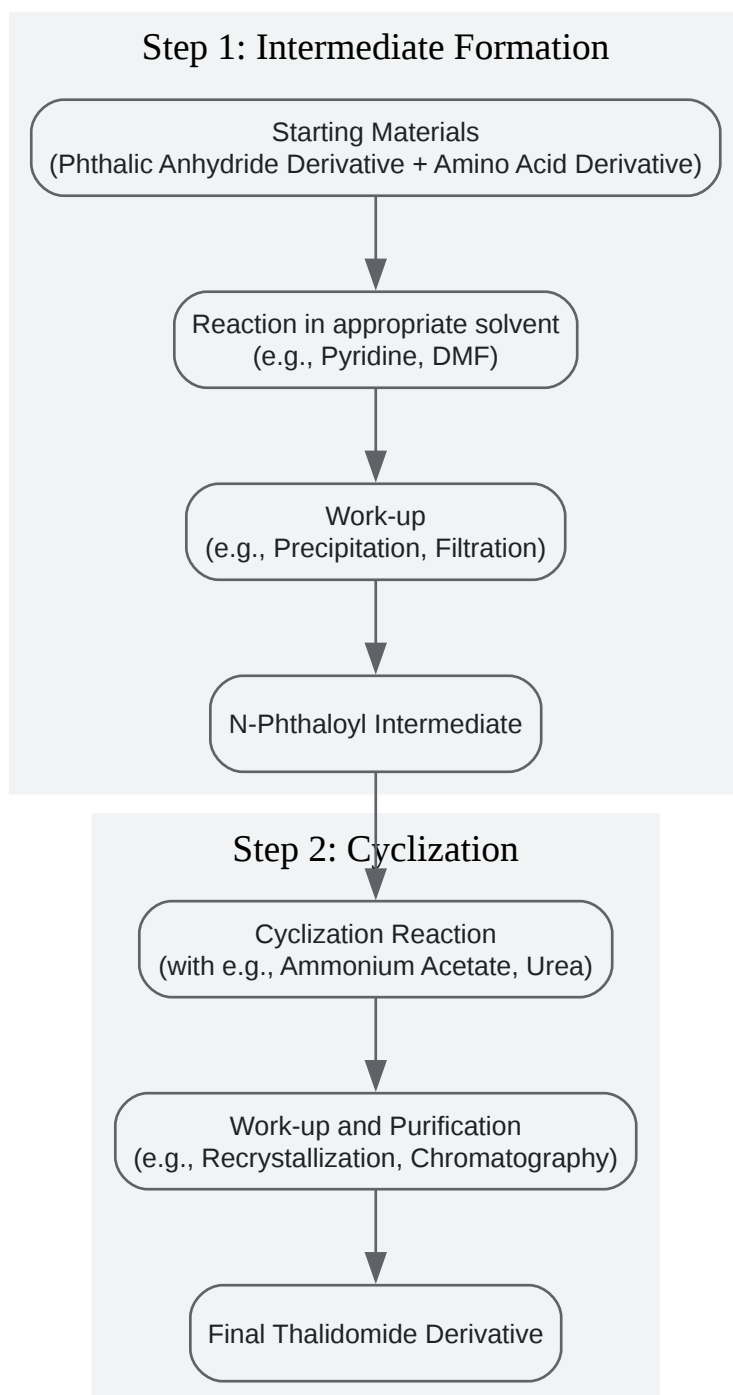 Step 1: Intermediate Formation
Starting Materials
(Phthalic Anhydride Derivative + Amino Acid Derivative)
Reaction in appropriate solvent
(e.g., Pyridine, DMF)
Work-up
(e.g., Precipitation, Filtration)
N-Phthaloyl Intermediate
Step 2: Cyclization
Cyclization Reaction
(with e.g., Ammonium Acetate, Urea)
Work-up and Purification
(e.g., Recrystallization, Chromatography)
Final Thalidomide Derivative